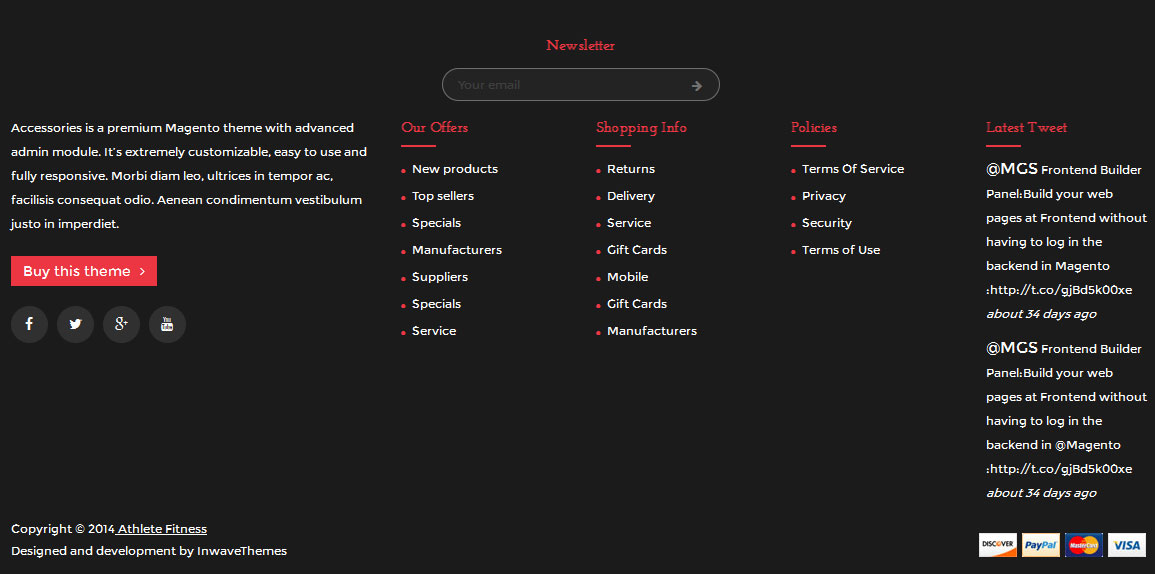 Newsletter
Your email
Accessories is a premium Magento theme with advanced
admin module. It's extremely customizable, easy to use and
fully responsive. Morbi diam leo, ultrices in tempor ac,
facilisis consequat odio. Aenean condimentum vestibulum
justo in imperdiet.
Buy this theme
You
Tube
Our Offers
New products
Top sellers
Specials
Manufacturers
Suppliers
Specials
Service
Shopping Info
Returns
Delivery
Service
Gift Cards
Mobile
Gift Cards
Manufacturers
Policies
Terms Of Service
Privacy
Security
Terms of Use
Latest Tweet
@MGS Frontend Builder
Panel:Build your web
pages at Frontend without
having to log in the
backend in Magento
:http://t.co/gjBd5k00xe
about 34 days ago
@MGS Frontend Builder
Panel:Build your web
pages at Frontend without
having to log in the
backend in @Magento
:http://t.co/gjBd5k00xe
about 34 days ago
Copyright © 2014 Athlete Fitness
Designed and development by InwaveThemes
DISCOVER
PayPal
MasterCard
VISA